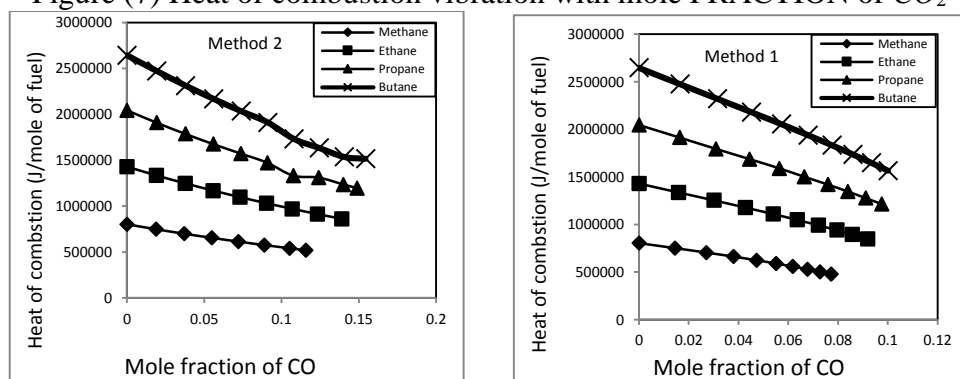 Figure (7) Heat of combustion vibration with mole FRACTION of CO2
Method 2
Methane
Ethane
Propane
Butane
Heat of combstion (J/mole of fuel)
3000000
2500000
2000000
1500000
1000000
500000
0
0 0.05 0.1 0.15 0.2
Mole fraction of CO
Method 1
Methane
Ethane
Propane
Butane
Heat of combstion (J/mole of fuel)
3000000
2500000
2000000
1500000
1000000
500000
0
0 0.02 0.04 0.06 0.08 0.1 0.12
Mole fraction of CO